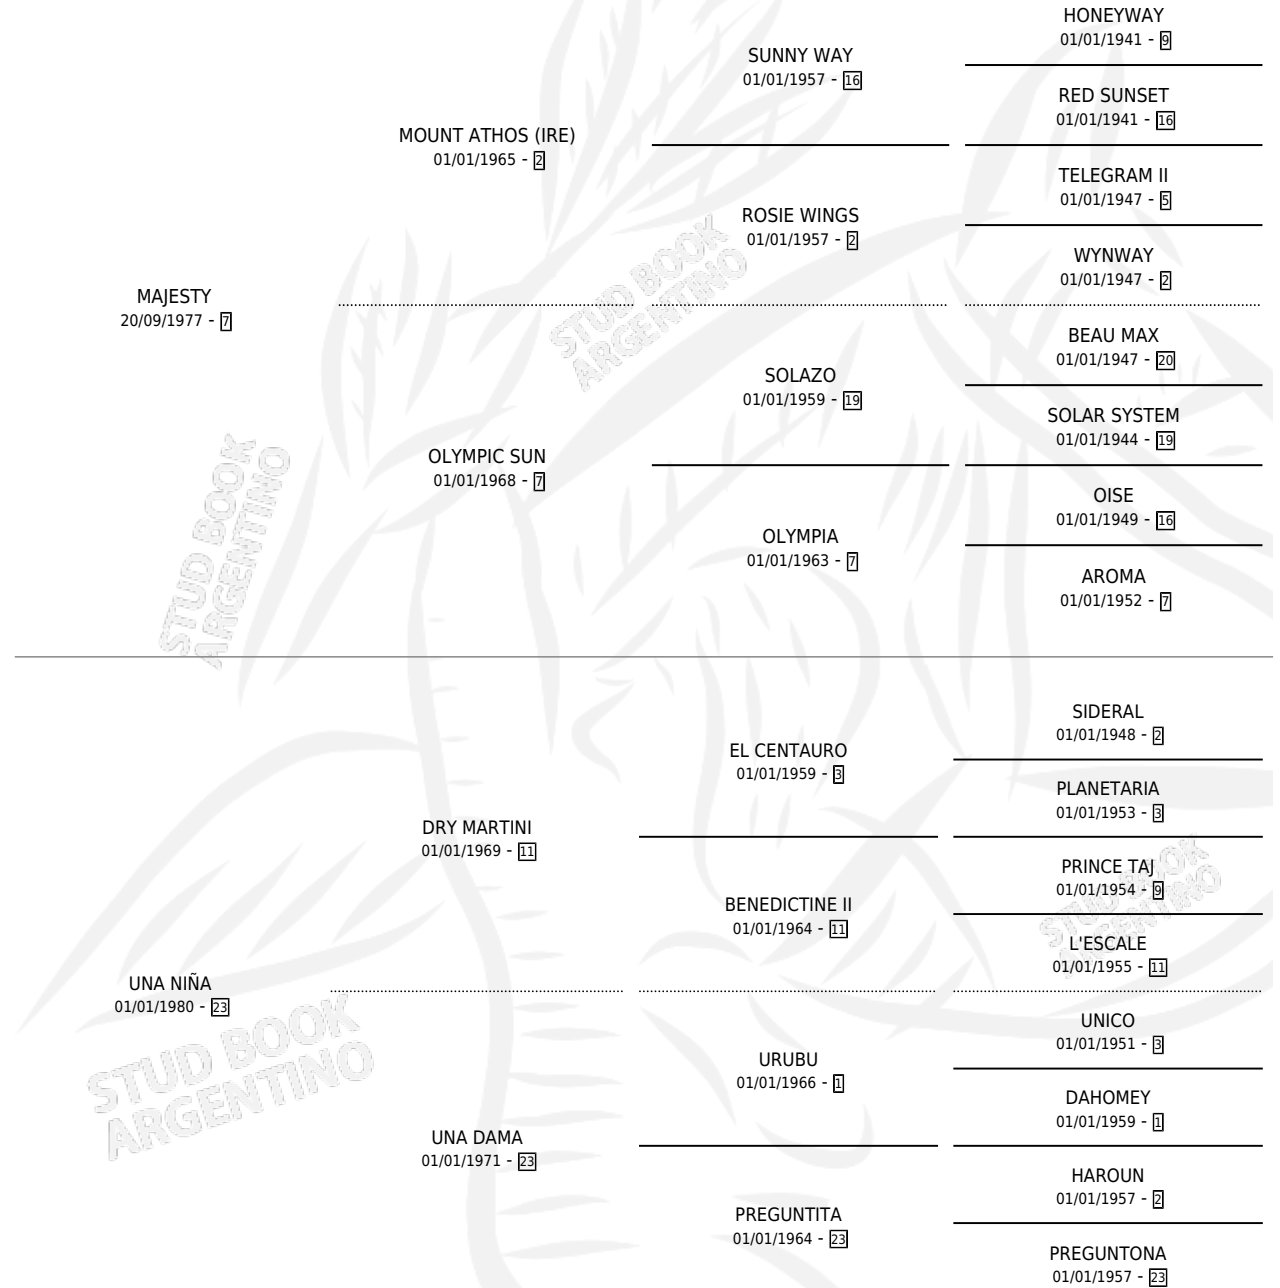 HONEYWAY
01/01/1941 - 9
SUNNY WAY
01/01/1957 - 16
RED SUNSET
01/01/1941 - 16
MOUNT ATHOS (IRE)
01/01/1965 - 2
TELEGRAM II
01/01/1947 - 5
ROSIE WINGS
01/01/1957 - 2
WYNWAY
01/01/1947 - 2
MAJESTY
20/09/1977 - 7
BEAU MAX
01/01/1947 - 20
SOLAZO
01/01/1959 - 19
SOLAR SYSTEM
01/01/1944 - 19
OLYMPIC SUN
01/01/1968 - 7
OISE
01/01/1949 - 16
OLYMPIA
01/01/1963 - 7
AROMA
01/01/1952 - 7
SIDERAL
01/01/1948 - 2
EL CENTAURO
01/01/1959 - 3
PLANETARIA
01/01/1953 - 3
DRY MARTINI
01/01/1969 - 11
PRINCE TAJ
01/01/1954 - 9
BENEDICTINE II
01/01/1964 - 11
L'ESCALE
01/01/1955 - 11
UNA NIÑA
01/01/1980 - 23
UNICO
01/01/1951 - 3
URUBU
01/01/1966 - 1
DAHOMEY
01/01/1959 - 1
UNA DAMA
01/01/1971 - 23
HAROUN
01/01/1957 - 2
PREGUNTITA
01/01/1964 - 23
PREGUNTONA
01/01/1957 - 23
STUD BOOK
ARGENTINO
STUD BOOK
ARGENTINO
STUD BOOK
ARGENTINO
STUD BOOK
ARGENTINO